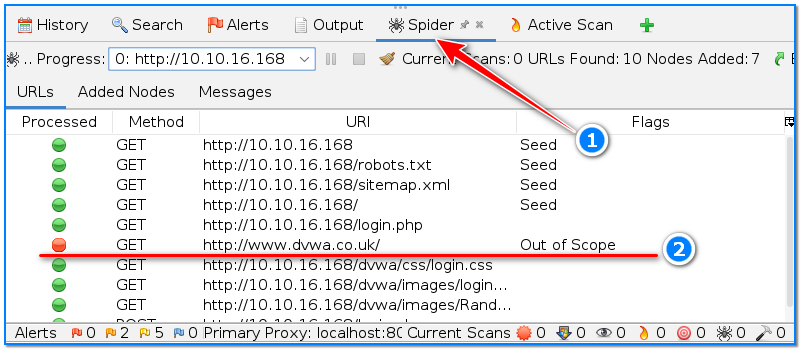 History Search Alerts Output Spider Active Scan
.. Progress: 0: http://10.10.16.168 Current Scans: 0 URLs Found: 10 Nodes Added: 7
URLs Added Nodes Messages
Processed Method URI Flags
GET http://10.10.16.168 Seed
GET http://10.10.16.168/robots.txt Seed
GET http://10.10.16.168/sitemap.xml Seed
GET http://10.10.16.168/ Seed
GET http://10.10.16.168/login.php
GET http://www.dvwa.co.uk/ Out of Scope
GET http://10.10.16.168/dvwa/css/login.css
GET http://10.10.16.168/dvwa/images/login...
GET http://10.10.16.168/dvwa/images/Rand...
1
2
Alerts 0 2 5 0 Primary Proxy: localhost:80 Current Scans 0 0 0 0 0 0 0